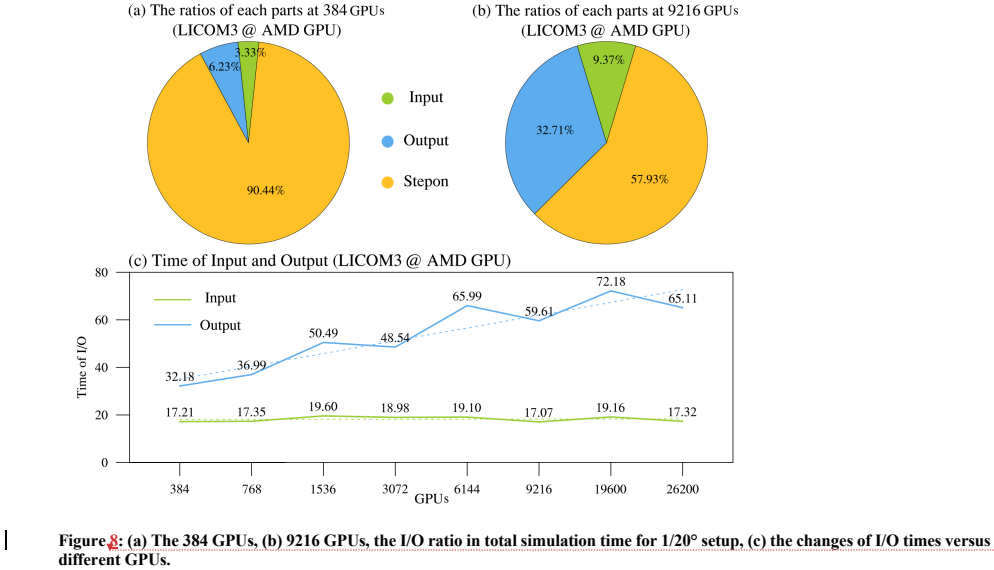 (a) The ratios of each parts at 384 GPUs
(LICOM3 @ AMD GPU)
3.33%
6.23%
90.44%
Input
Output
Stepon
(b) The ratios of each parts at 9216 GPUs
(LICOM3 @ AMD GPU)
9.37%
32.71%
57.93%
(c) Time of Input and Output (LICOM3 @ AMD GPU)
Time of I/O
80
60
40
20
0
Input
Output
32.18
36.99
50.49
48.54
65.99
59.61
72.18
65.11
17.21
17.35
19.60
18.98
19.10
17.07
19.16
17.32
384
768
1536
3072
6144
9216
19600
26200
GPUs
Figure 8: (a) The 384 GPUs, (b) 9216 GPUs, the I/O ratio in total simulation time for 1/20° setup, (c) the changes of I/O times versus
different GPUs.